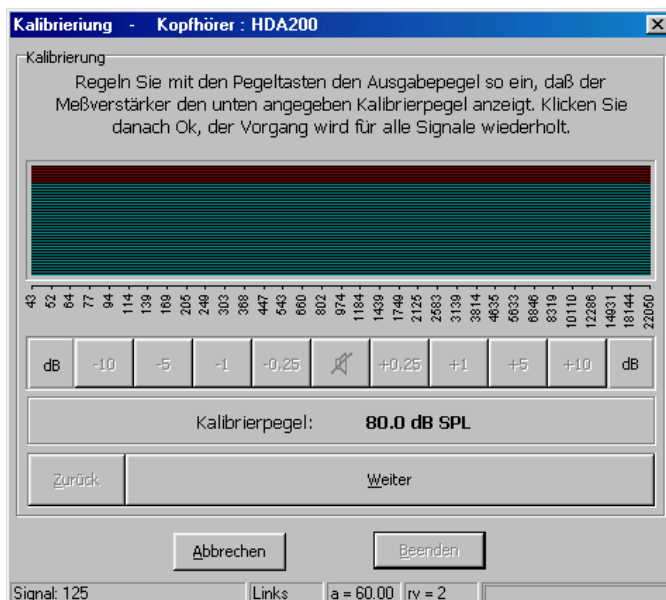 Kalibrieriung - Kopfhörer : HDA200
Kalibrierung
Regeln Sie mit den Pegeltasten den Ausgabepegel so ein, daß der
Meßverstärker den unten angegeben Kalibrierpegel anzeigt. Klicken Sie
danach Ok, der Vorgang wird für alle Signale wiederholt.
43 52 64 77 94 114 139 169 205 249 303 368 447 543 660 802 974 1184 1439 1749 2125 2583 3139 3814 4635 5633 6846 8319 10110 12286 14931 18144 22050
dB -10 -5 -1 -0,25 +0,25 +1 +5 +10 dB
Kalibrierpegel: 80.0 dB SPL
Zurück Weiter
Abbrechen Beenden
Signal: 125 Links a = 60.00 rv = 2